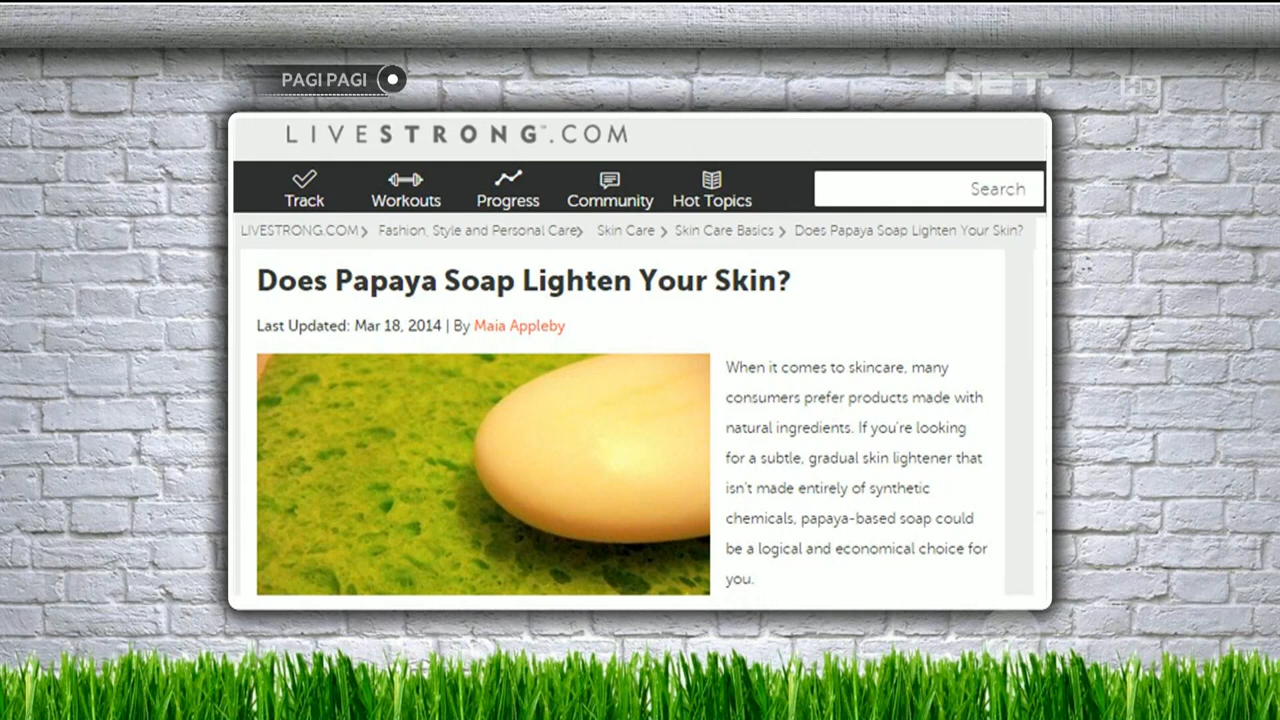 PAGI PAGI
NET.
HD
LIVESTRONG™.COM
Track
Workouts
Progress
Community
Hot Topics
Search
LIVESTRONG.COM > Fashion, Style and Personal Care > Skin Care > Skin Care Basics > Does Papaya Soap Lighten Your Skin?
Does Papaya Soap Lighten Your Skin?
Last Updated: Mar 18, 2014 | By Maia Appleby
When it comes to skincare, many
consumers prefer products made with
natural ingredients. If you're looking
for a subtle, gradual skin lightener that
isn't made entirely of synthetic
chemicals, papaya-based soap could
be a logical and economical choice for
you.